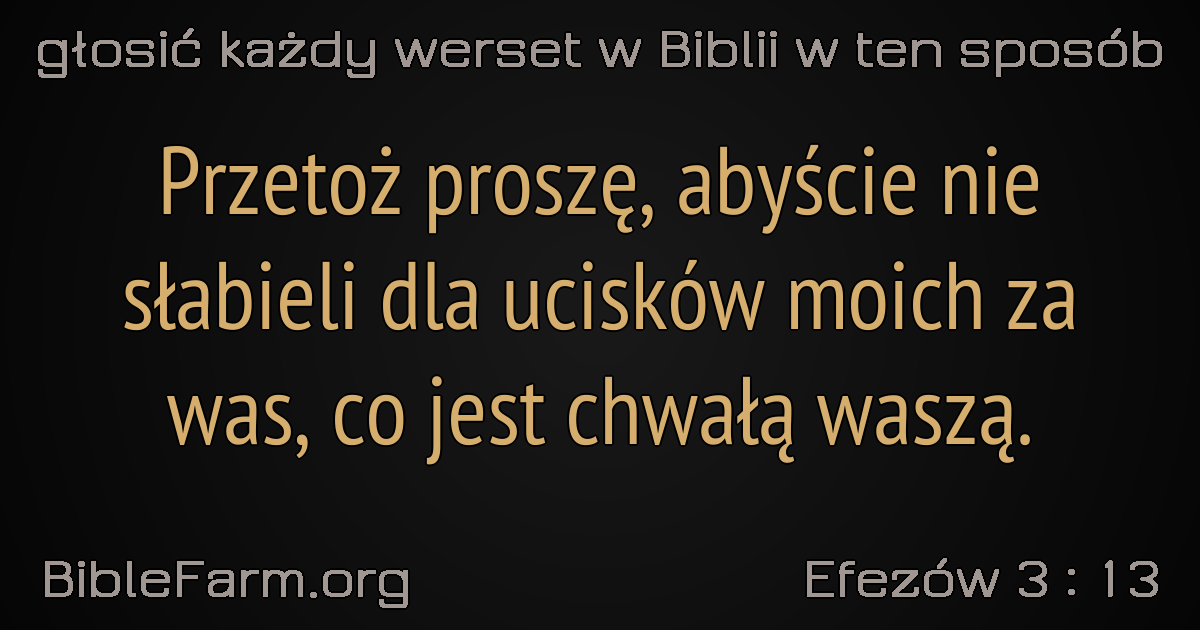 głosić każdy werset w Biblii w ten sposób
Przetoż proszę, abyście nie
słabieli dla ucisków moich za
was, co jest chwałą waszą.
BibleFarm.org
Efezów 3 : 13